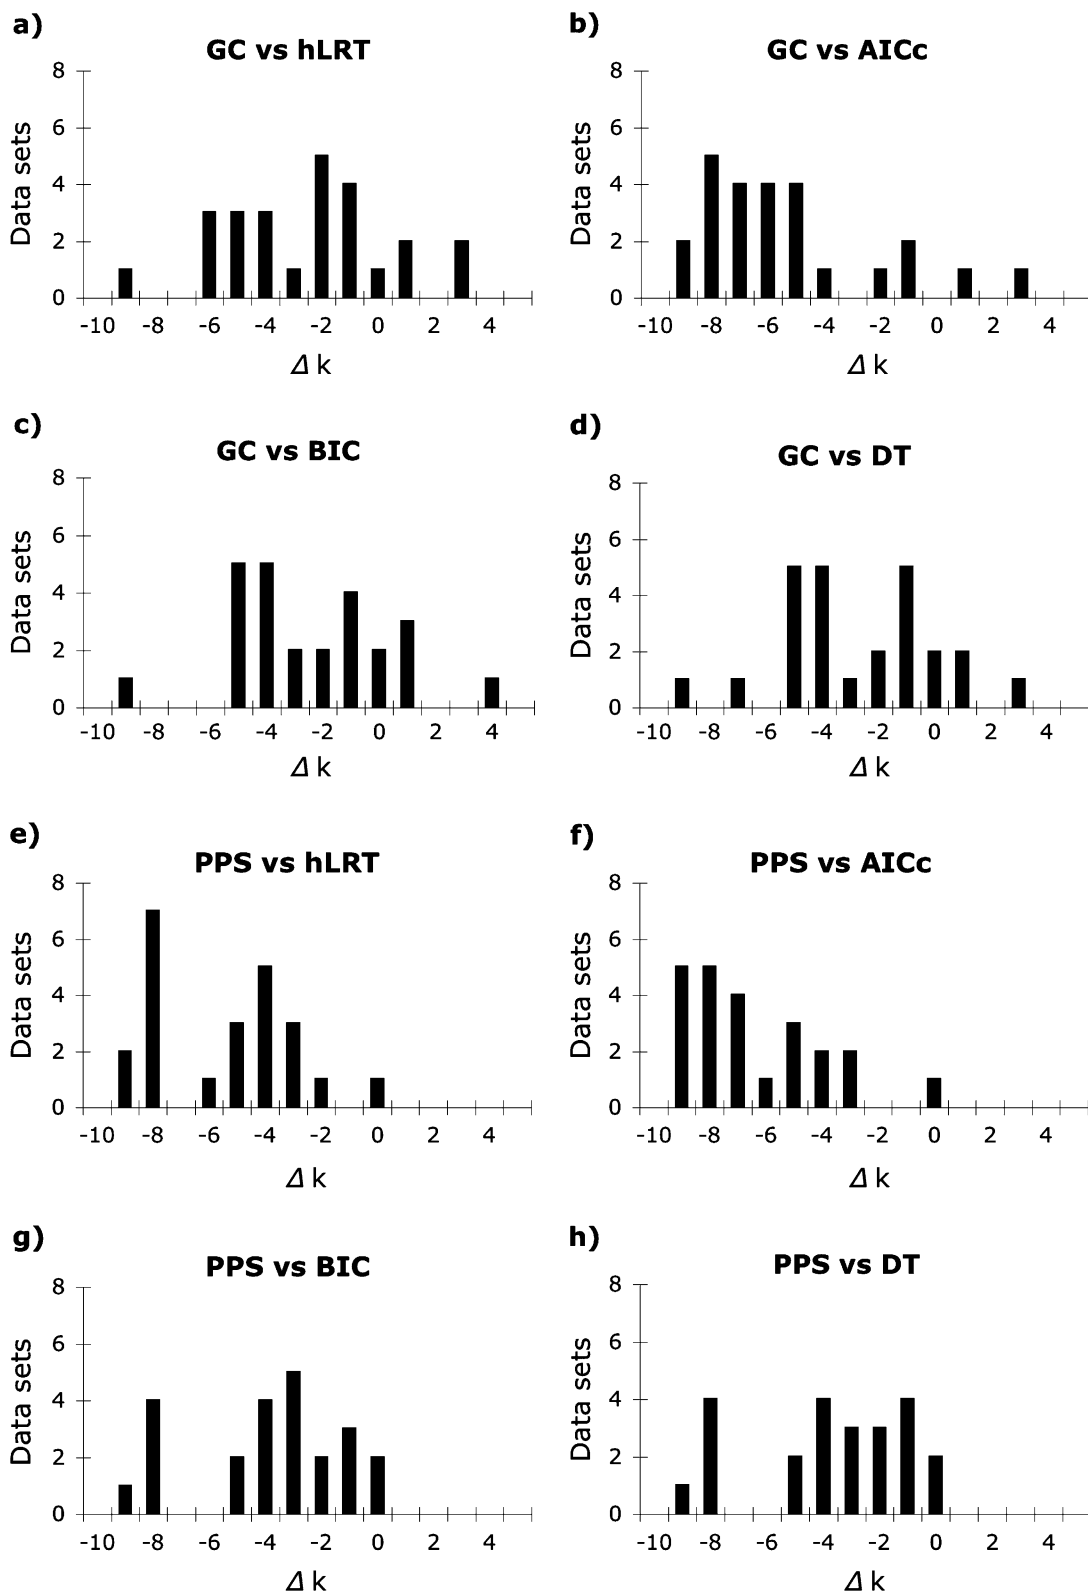 a)
GC vs hLRT
8
6
4
2
0
Data sets
-10 -8 -6 -4 -2 0 2 4
Δ k
b)
GC vs AICc
8
6
4
2
0
Data sets
-10 -8 -6 -4 -2 0 2 4
Δ k
c)
GC vs BIC
8
6
4
2
0
Data sets
-10 -8 -6 -4 -2 0 2 4
Δ k
d)
GC vs DT
8
6
4
2
0
Data sets
-10 -8 -6 -4 -2 0 2 4
Δ k
e)
PPS vs hLRT
8
6
4
2
0
Data sets
-10 -8 -6 -4 -2 0 2 4
Δ k
f)
PPS vs AICc
8
6
4
2
0
Data sets
-10 -8 -6 -4 -2 0 2 4
Δ k
g)
PPS vs BIC
8
6
4
2
0
Data sets
-10 -8 -6 -4 -2 0 2 4
Δ k
h)
PPS vs DT
8
6
4
2
0
Data sets
-10 -8 -6 -4 -2 0 2 4
Δ k